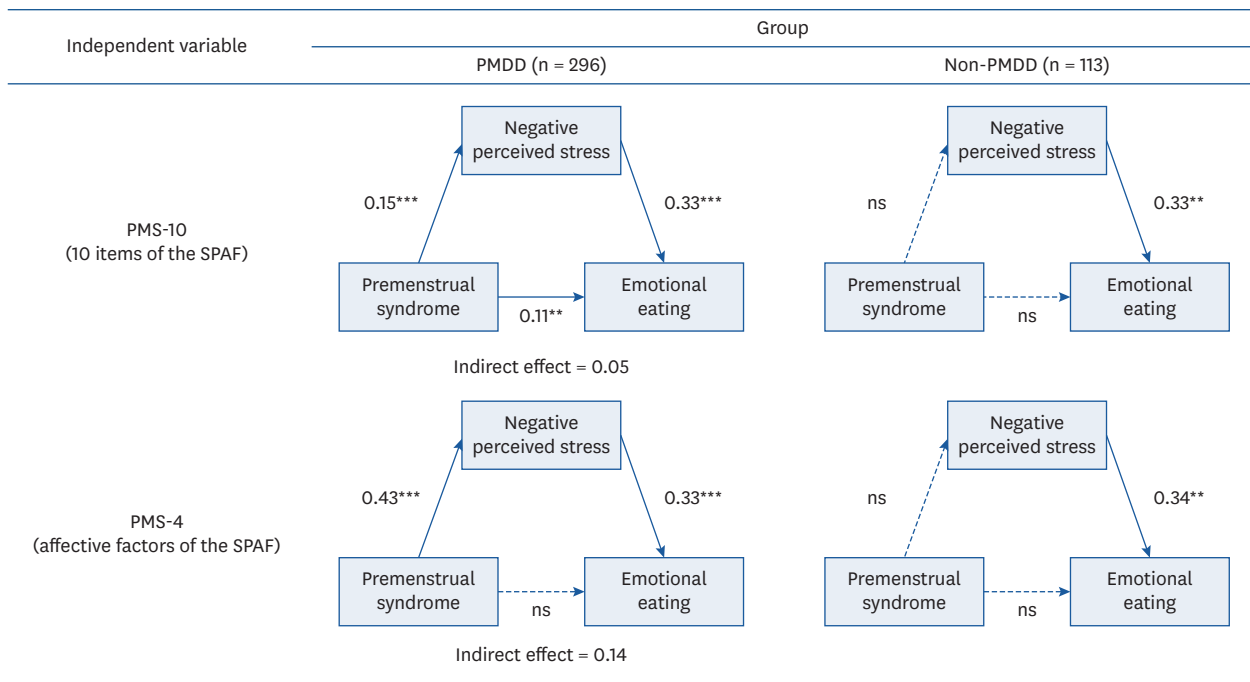 Independent variable
Group
PMDD (n = 296)
Non-PMDD (n = 113)
PMS-10
(10 items of the SPAF)
Negative
perceived stress
0.15***
0.33***
Premenstrual
syndrome
0.11**
Emotional
eating
Indirect effect = 0.05
Negative
perceived stress
ns
0.33**
Premenstrual
syndrome
ns
Emotional
eating
PMS-4
(affective factors of the SPAF)
Negative
perceived stress
0.43***
0.33***
Premenstrual
syndrome
ns
Emotional
eating
Indirect effect = 0.14
Negative
perceived stress
ns
0.34**
Premenstrual
syndrome
ns
Emotional
eating